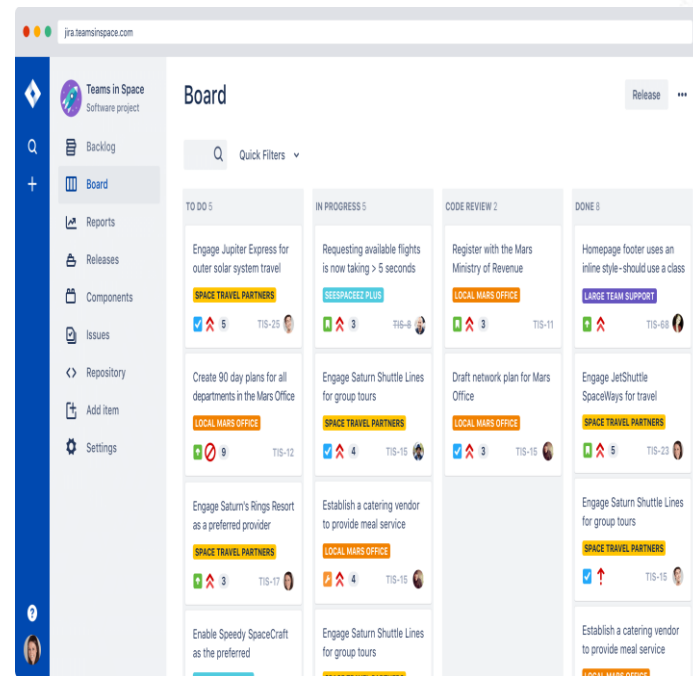 jira.teamsinspace.com
Teams in Space
Software project
Backlog
Board
Reports
Releases
Components
Issues
Repository
Add item
Settings
Board
Release
Quick Filters
TO DO 5
Engage Jupiter Express for
outer solar system travel
SPACE TRAVEL PARTNERS
5 TIS-25
Create 90 day plans for all
departments in the Mars Office
LOCAL MARS OFFICE
9 TIS-12
Engage Saturn's Rings Resort
as a preferred provider
SPACE TRAVEL PARTNERS
3 TIS-17
Enable Speedy SpaceCraft
as the preferred
IN PROGRESS 5
Requesting available flights
is now taking > 5 seconds
SEESPACEEZ PLUS
3 TIS-8
Engage Saturn Shuttle Lines
for group tours
SPACE TRAVEL PARTNERS
4 TIS-15
Establish a catering vendor
to provide meal service
LOCAL MARS OFFICE
4 TIS-15
Engage Saturn Shuttle Lines
for group tours
SPACE TRAVEL PARTNERS
CODE REVIEW 2
Register with the Mars
Ministry of Revenue
LOCAL MARS OFFICE
3 TIS-11
Draft network plan for Mars
Office
LOCAL MARS OFFICE
3 TIS-15
DONE 8
Homepage footer uses an
inline style-should use a class
LARGE TEAM SUPPORT
TIS-68
Engage JetShuttle
SpaceWays for travel
SPACE TRAVEL PARTNERS
5 TIS-23
Engage Saturn Shuttle Lines
for group tours
SPACE TRAVEL PARTNERS
TIS-15
Establish a catering vendor
to provide meal service
LOCAL MARS OFFICE